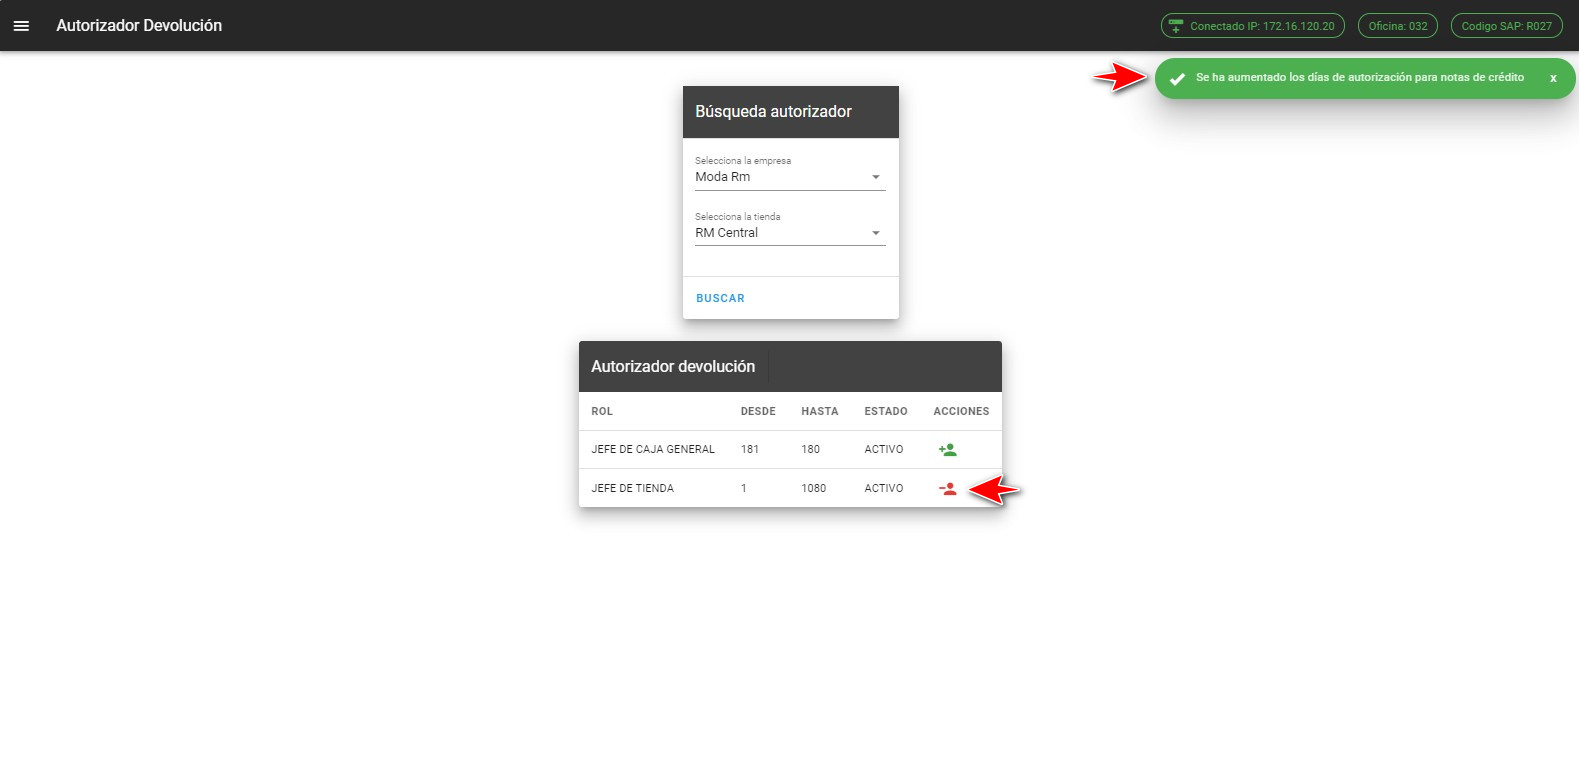 Autorizador Devolución
Conectado IP: 172.16.120.20
Oficina: 032
Codigo SAP: R027
Se ha aumentado los días de autorización para notas de crédito
x
Búsqueda autorizador
Selecciona la empresa
Moda Rm
Selecciona la tienda
RM Central
BUSCAR
Autorizador devolución
ROL DESDE HASTA ESTADO ACCIONES
JEFE DE CAJA GENERAL 181 180 ACTIVO
JEFE DE TIENDA 1 1080 ACTIVO